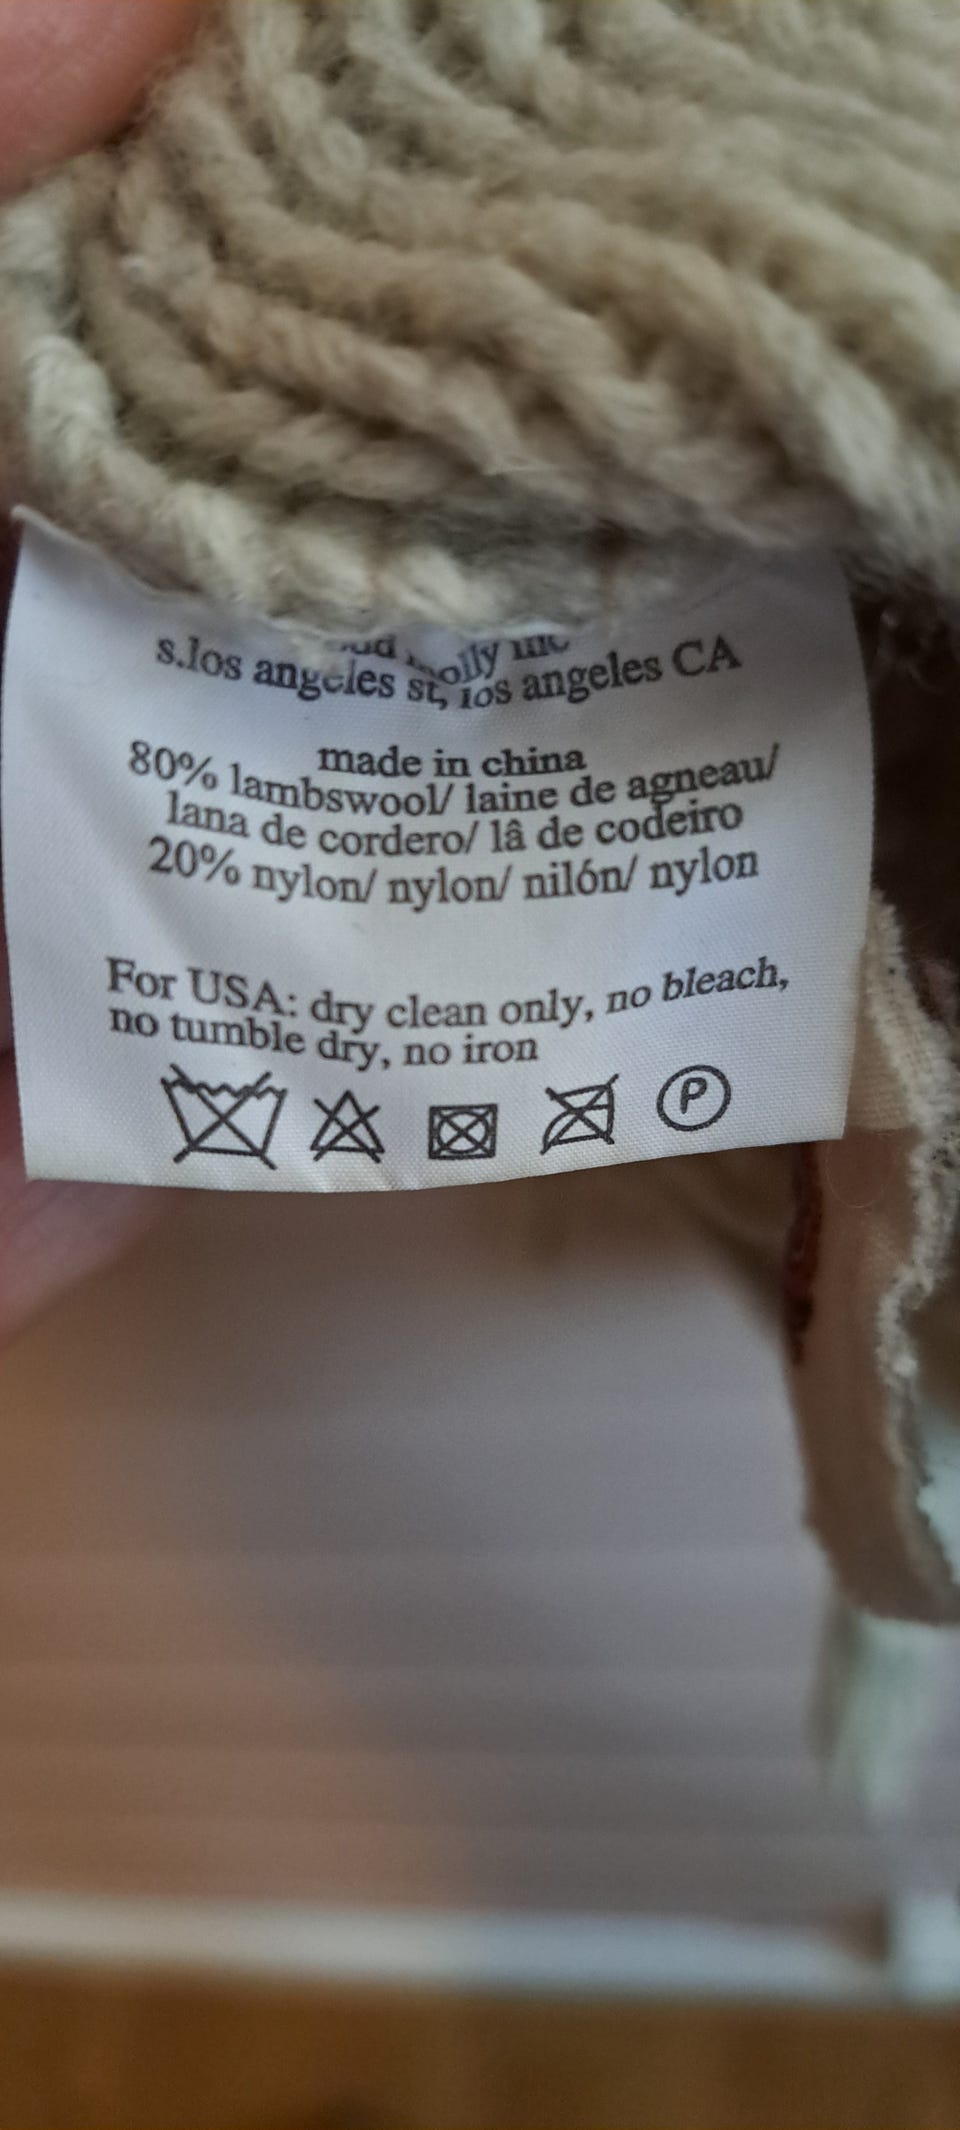 s.los angeles st, los angeles CA
made in china
80% lambswool/ laine de agneau/
lana de cordero/ lâ de codeiro
20% nylon/ nylon/ nilón/ nylon
For USA: dry clean only, no bleach,
no tumble dry, no iron
P